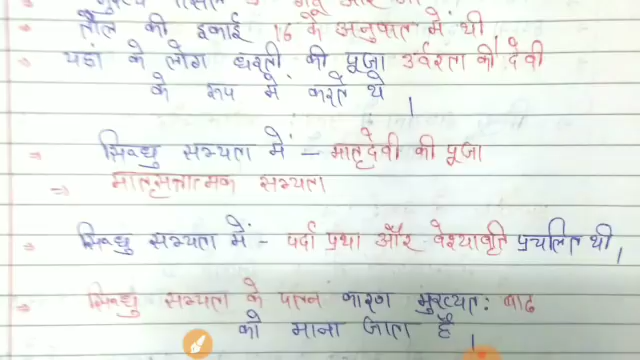 तौल की इकाई 16 के अनुपात में थी
यहां के लोग धरती की पूजा उर्वरता की देवी
के रूप में करते थे ।
सिन्धु सभ्यता में - मातृदेवी की पूजा
⇒ मातृसत्तात्मक सभ्यता
⇒ सिन्धु सभ्यता में - पर्दा प्रथा और वेश्यावृत्ति प्रचलित थी ।
⇒ सिन्धु सभ्यता के पतन कारण मुख्यत: बाढ
को माना जाता है ।